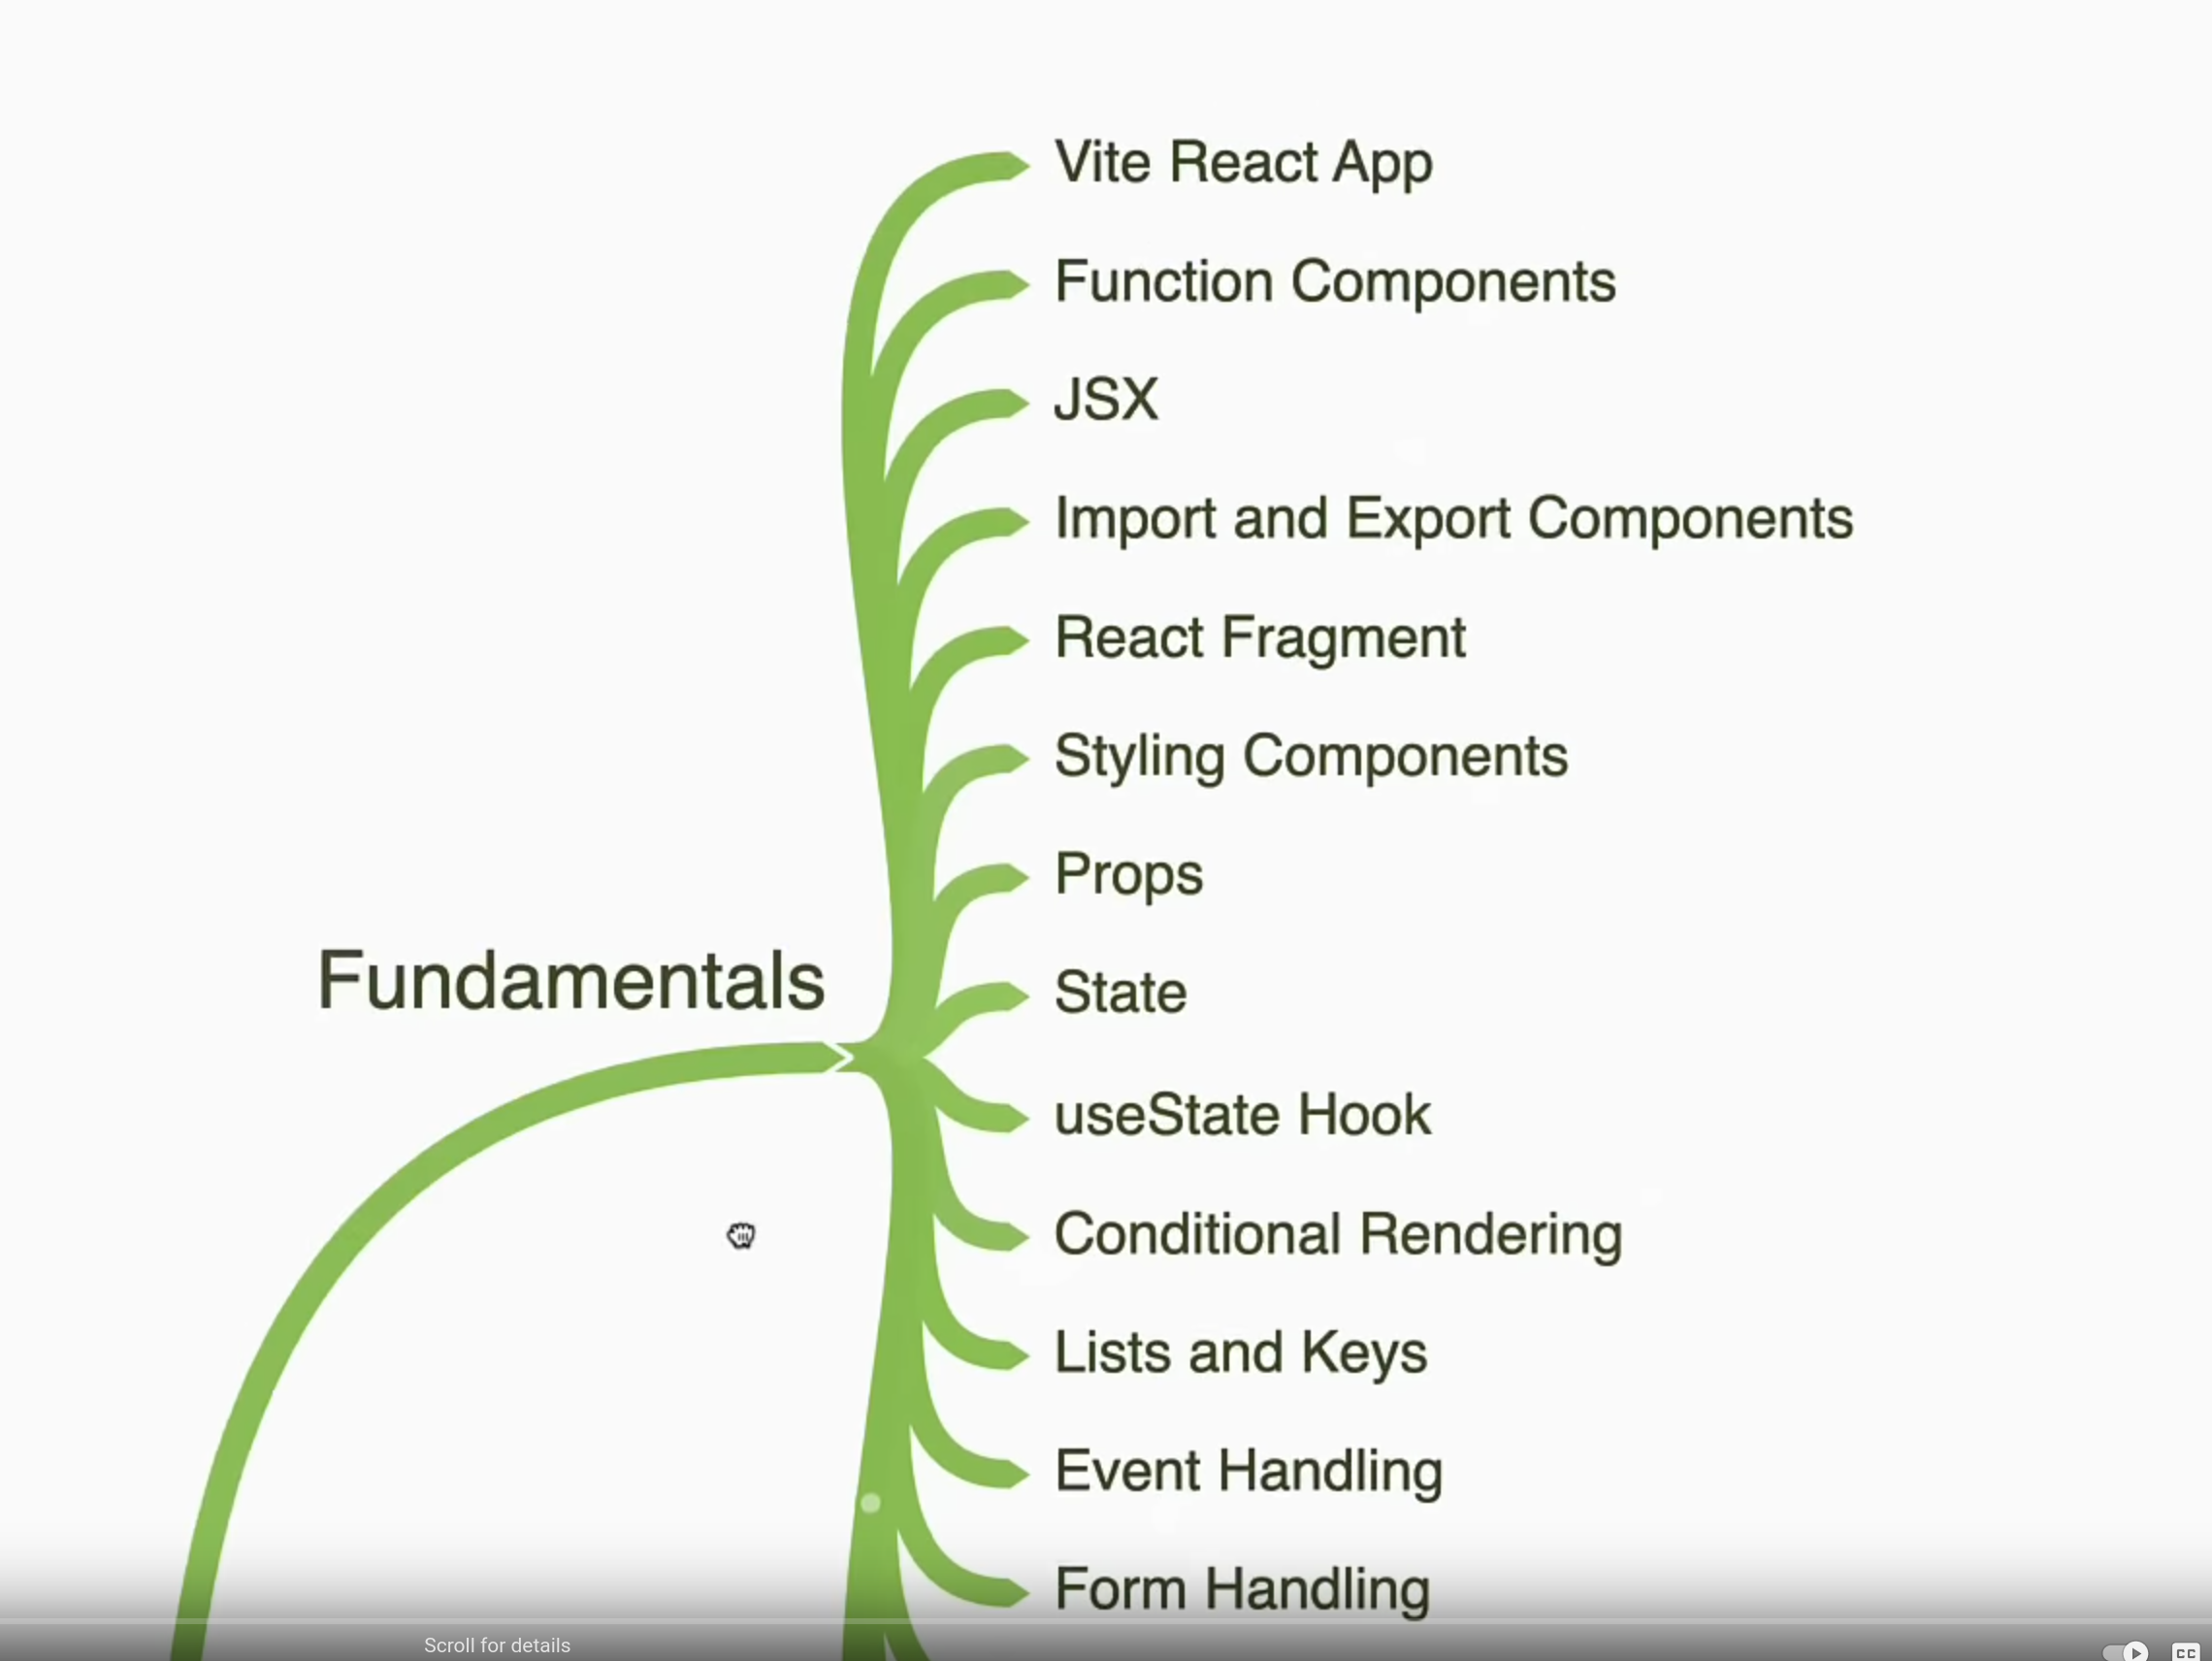 Vite React App
Function Components
JSX
Import and Export Components
React Fragment
Styling Components
Props
Fundamentals
State
useState Hook
Conditional Rendering
Lists and Keys
Event Handling
Form Handling
Scroll for details
CC